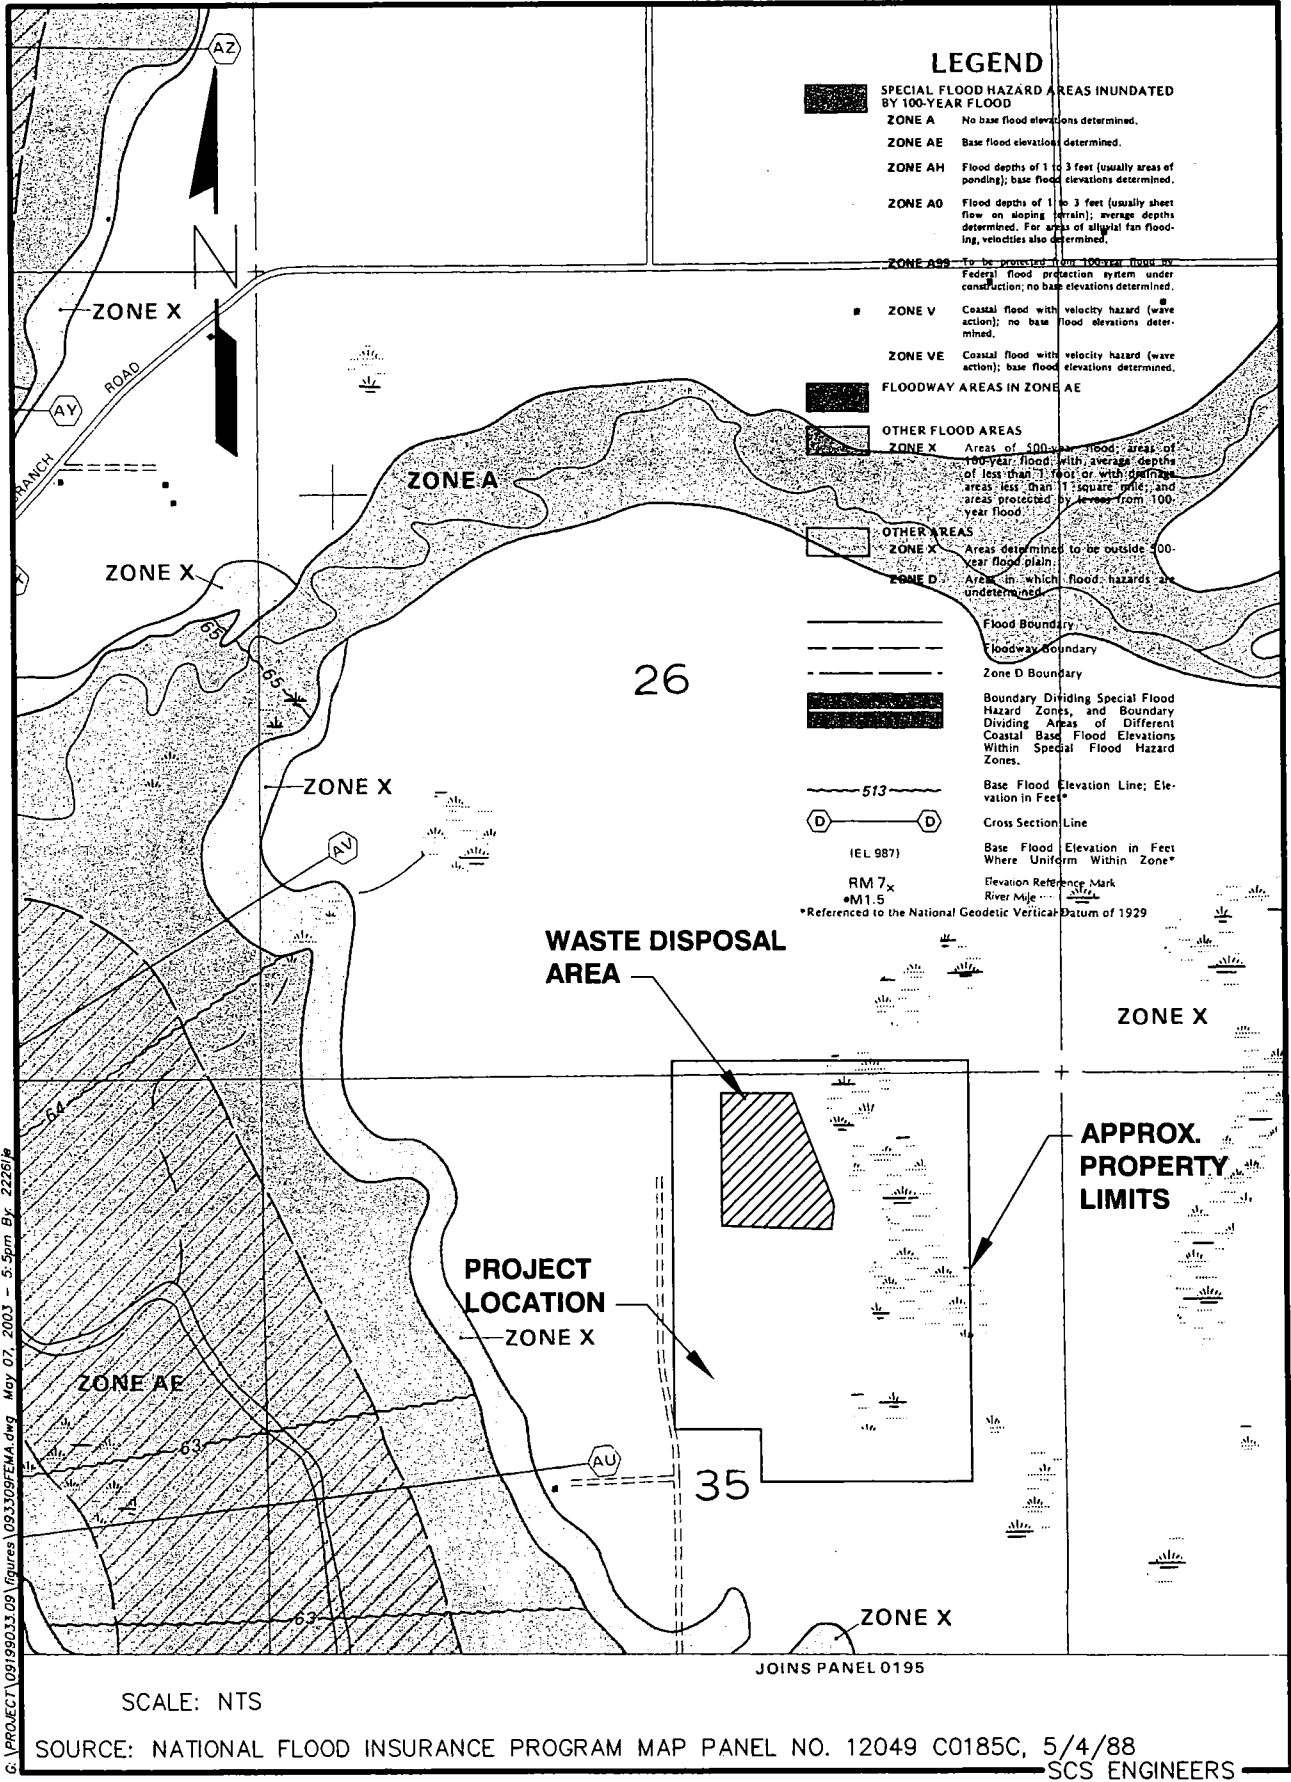 LEGEND
SPECIAL FLOOD HAZARD AREAS INUNDATED
BY 100-YEAR FLOOD
ZONE A No base flood elevations determined.
ZONE AE Base flood elevations determined.
ZONE AH Flood depths of 1 to 3 feet (usually areas of
ponding); base flood elevations determined.
ZONE AO Flood depths of 1 to 3 feet (usually sheet
flow on sloping terrain); average depths
determined. For areas of alluvial fan flood-
ing, velocities also determined.
ZONE A99 To be protected from 100-year flood by
Federal flood protection system under
construction; no base elevations determined.
ZONE V Coastal flood with velocity hazard (wave
action); no base flood elevations deter-
mined.
ZONE VE Coastal flood with velocity hazard (wave
action); base flood elevations determined.
FLOODWAY AREAS IN ZONE AE
OTHER FLOOD AREAS
ZONE X Areas of 500-year flood; areas of
100-year flood with average depths
of less than 1 foot or with drainage
areas less than 1 square mile; and
areas protected by levees from 100-
year flood.
OTHER AREAS
ZONE X Areas determined to be outside 500-
year flood plain.
ZONE D Areas in which flood hazards are
undetermined.
Flood Boundary
Floodway Boundary
Zone D Boundary
Boundary Dividing Special Flood
Hazard Zones, and Boundary
Dividing Areas of Different
Coastal Base Flood Elevations
Within Special Flood Hazard
Zones.
513 Base Flood Elevation Line; Ele-
vation in Feet*
D D Cross Section Line
(EL 987) Base Flood Elevation in Feet
Where Uniform Within Zone*
RM 7x Elevation Reference Mark
•M1.5 River Mile
*Referenced to the National Geodetic Vertical Datum of 1929
AZ
N
ZONE X
ROAD
AY
RANCH
ZONE A
ZONE X
65
65
26
ZONE X
AV
WASTE DISPOSAL
AREA
ZONE X
64
APPROX.
PROPERTY
LIMITS
PROJECT
LOCATION
ZONE X
ZONE AE
63
AU
35
63
ZONE X
JOINS PANEL 0195
SCALE: NTS
SOURCE: NATIONAL FLOOD INSURANCE PROGRAM MAP PANEL NO. 12049 C0185C, 5/4/88
SCS ENGINEERS
G:\PROJECT\09199033.09\figures\093309FEMA.dwg May 07, 2003 - 5:5pm By: 2226lje